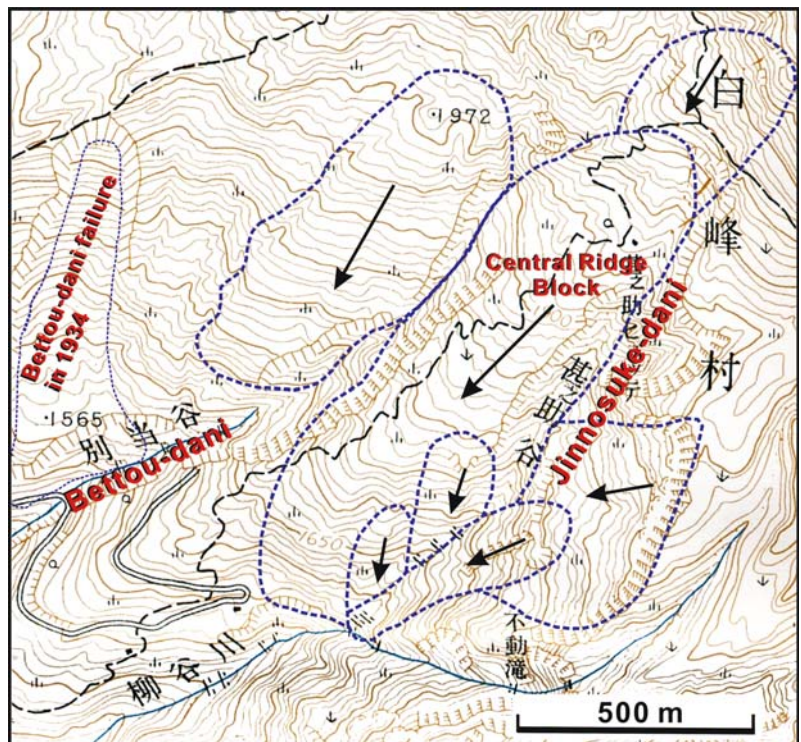 白
峰
村
1972
Central Ridge
Block
Jinnosuke-dani
甚之助谷
Bettou-dani failure
in 1934
1565
別当谷
Bettou-dani
1650
不動滝
柳谷川
500 m